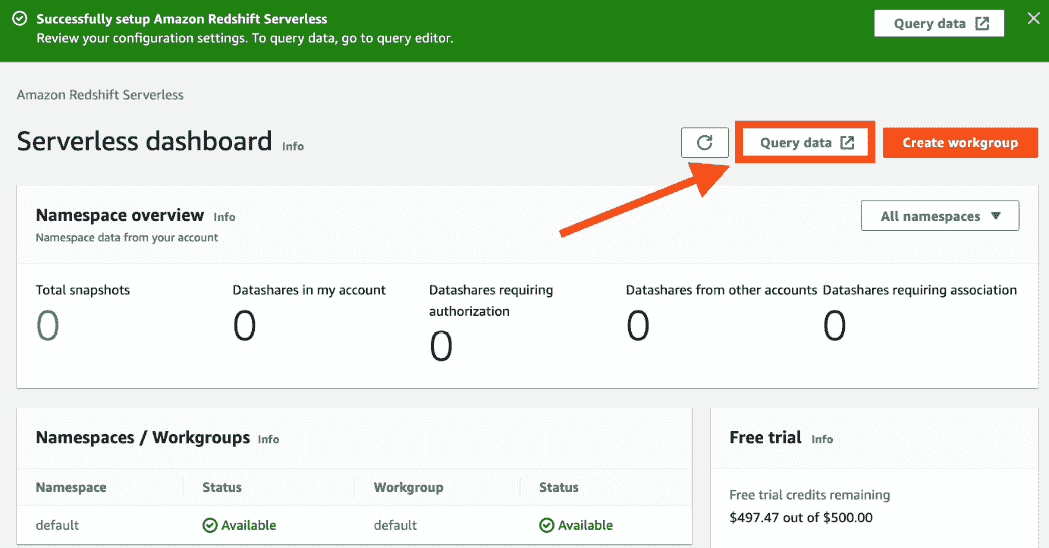 Successfully setup Amazon Redshift Serverless
Review your configuration settings. To query data, go to query editor.
Query data
Amazon Redshift Serverless
Serverless dashboard Info
Query data
Create workgroup
Namespace overview Info
Namespace data from your account
All namespaces
Total snapshots
0
Datashares in my account
0
Datashares requiring
authorization
0
Datashares from other accounts
0
Datashares requiring association
0
Namespaces / Workgroups Info
Namespace Status Workgroup Status
default Available default Available
Free trial Info
Free trial credits remaining
$497.47 out of $500.00